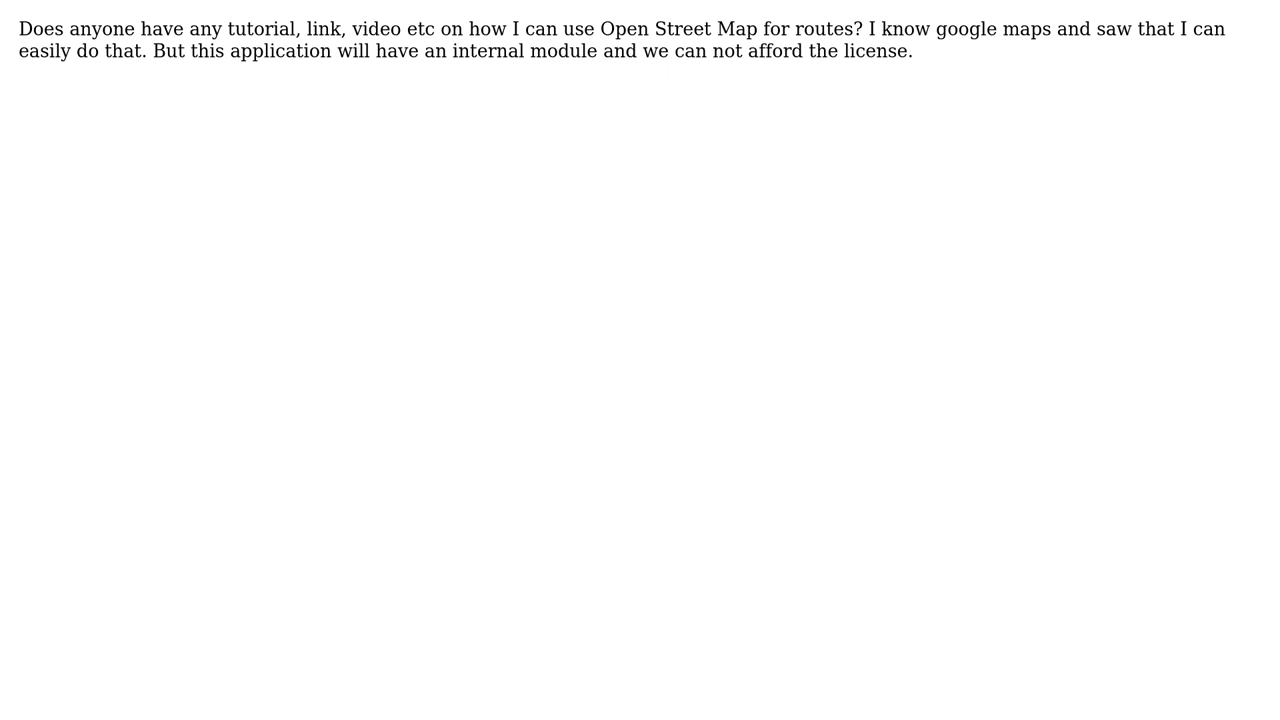 Does anyone have any tutorial, link, video etc on how I can use Open Street Map for routes? I know google maps and saw that I can
easily do that. But this application will have an internal module and we can not afford the license.